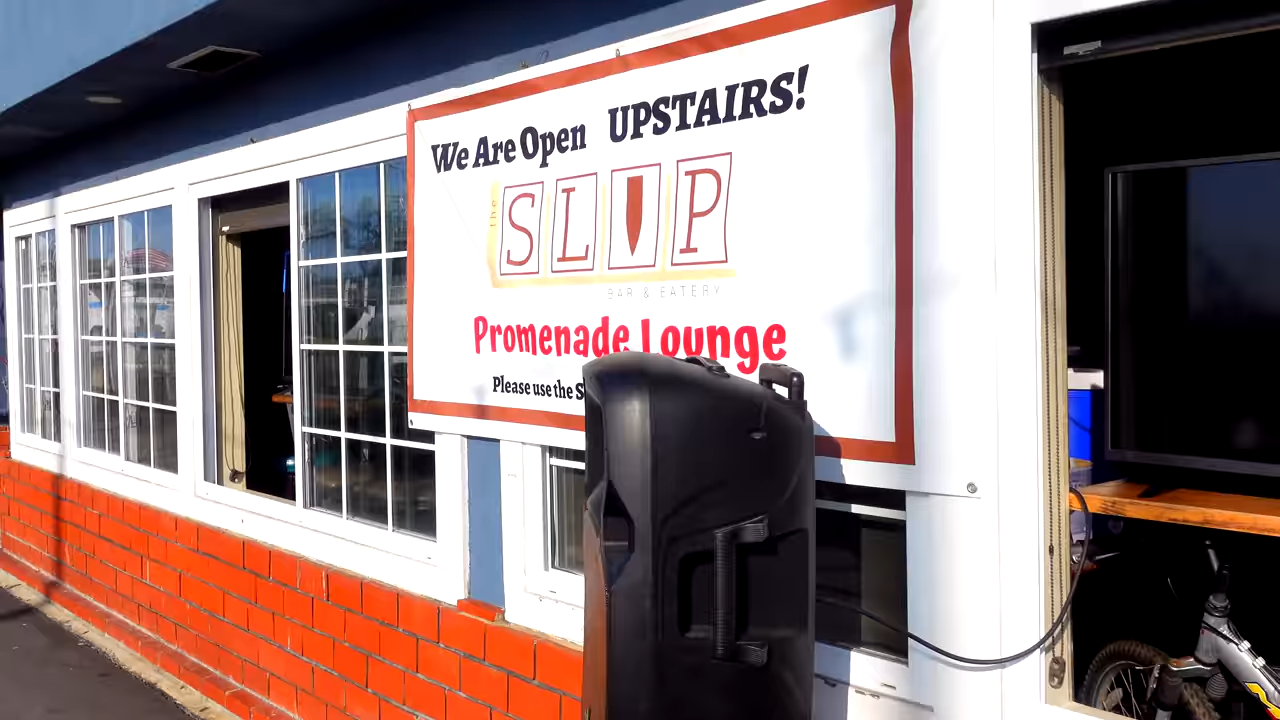 We Are Open UPSTAIRS!
the
SLIP
BAR & EATERY
Promenade Lounge
Please use the